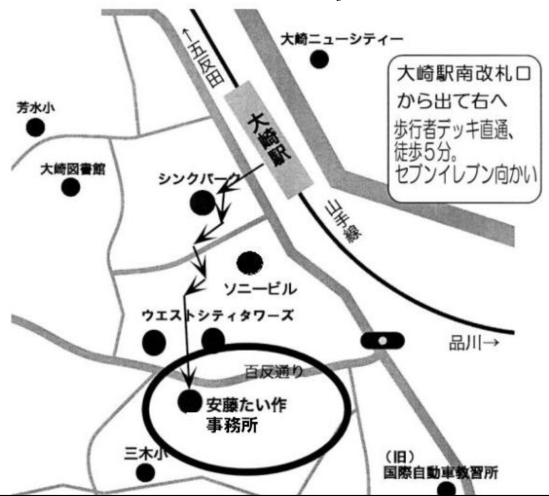 大崎ニューシティー
←五反田
大崎駅南改札口
から出て右へ
歩行者デッキ直通、
徒歩5分。
セブンイレブン向かい
芳水小
大崎駅
大崎図書館
シンクパーク
山手線
ソニービル
ウエストシティタワーズ
品川→
百反通り
安藤たい作
事務所
三木小
(旧)
国際自動車教習所